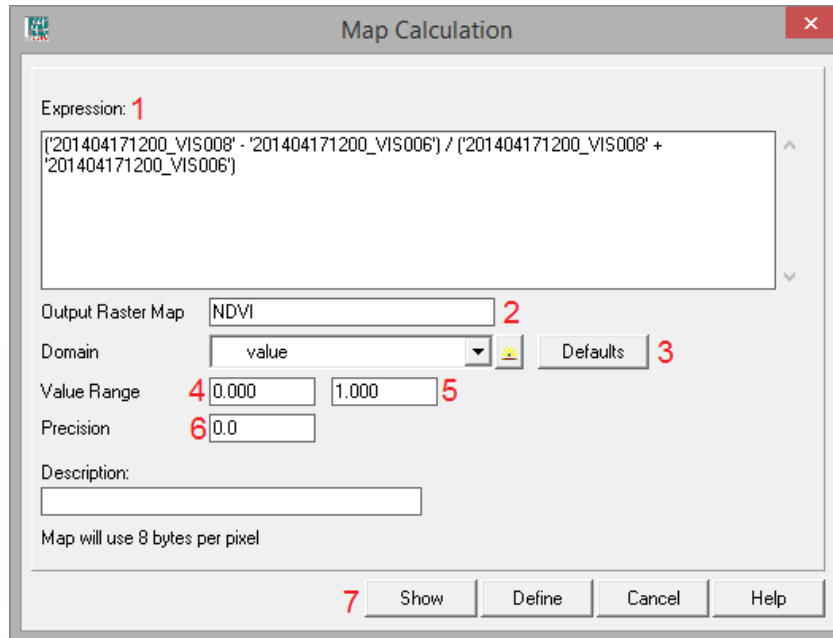 Map Calculation
Expression: 1
('201404171200_VIS008' - '201404171200_VIS006') / ('201404171200_VIS008' +
'201404171200_VIS006')
Output Raster Map NDVI 2
Domain value Defaults 3
Value Range 4 0.000 1.000 5
Precision 6 0.0
Description:
Map will use 8 bytes per pixel
7 Show Define Cancel Help